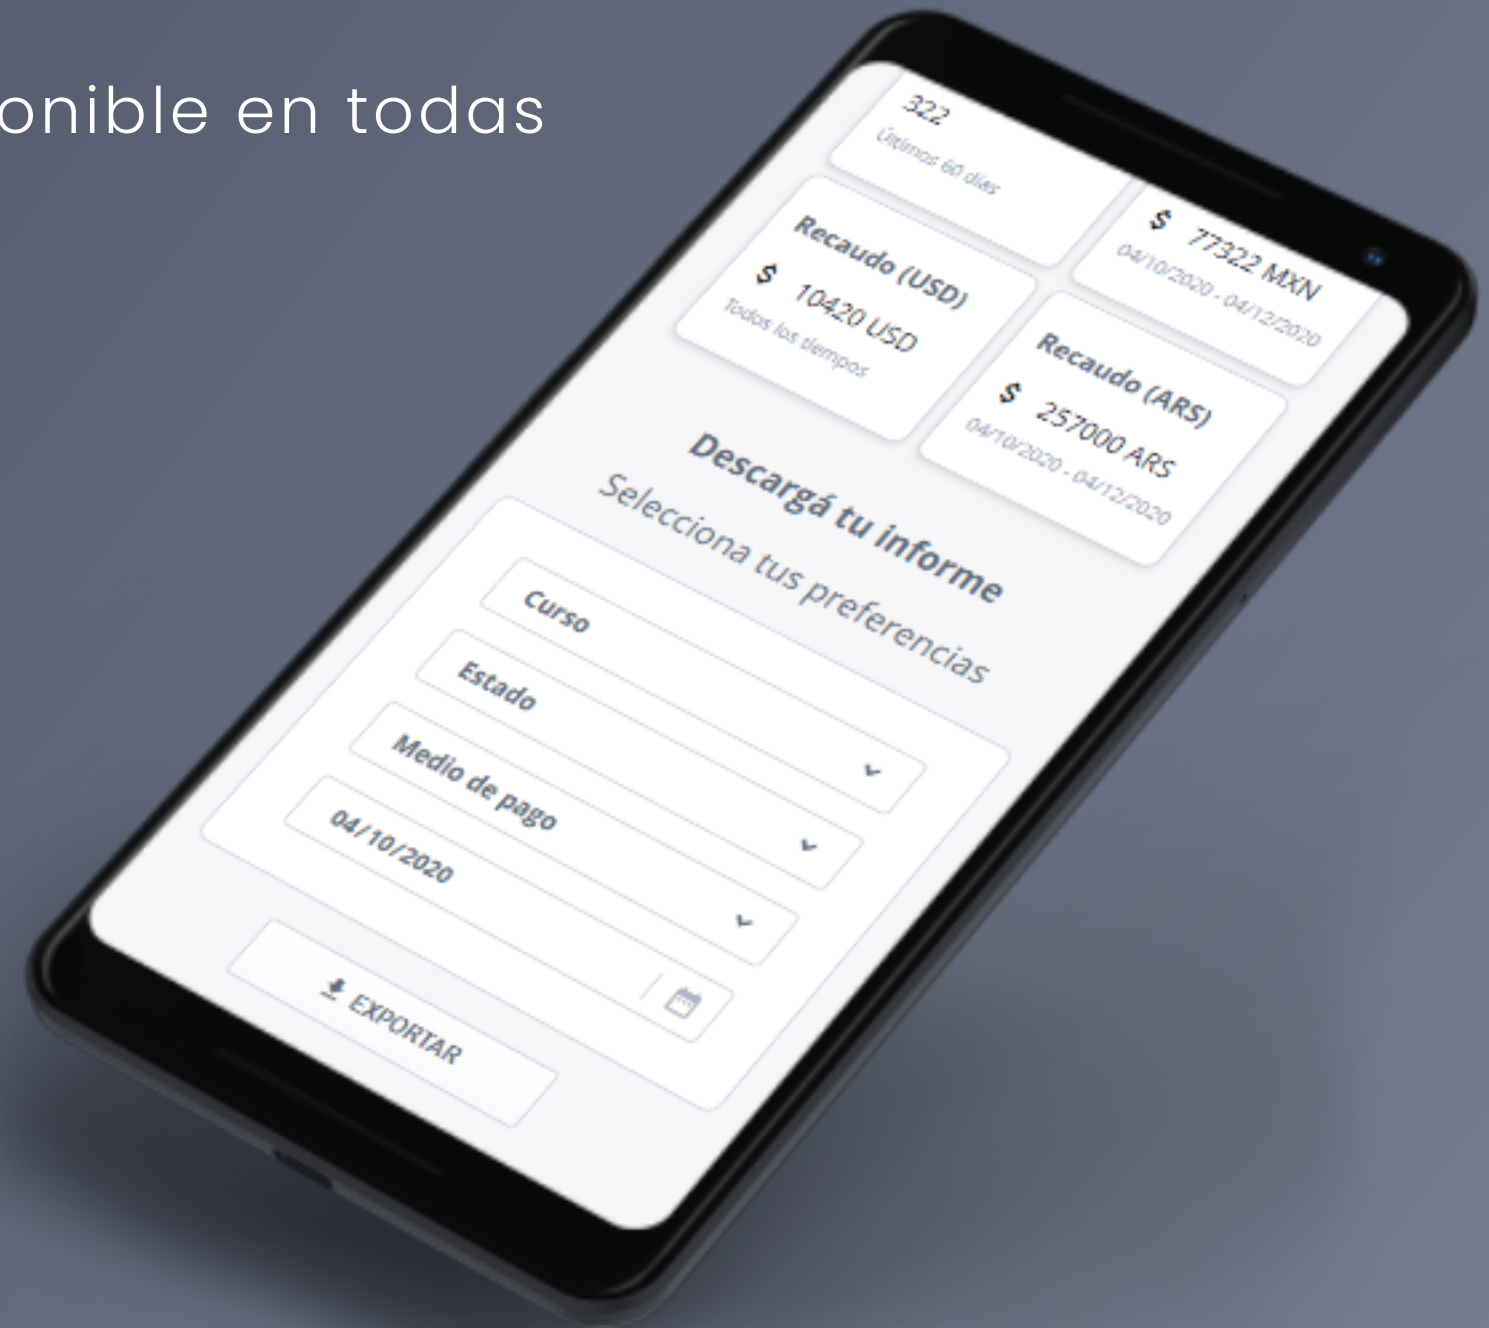 onible en todas
322
Últimos 60 días
$ 77322 MXN
04/10/2020 - 04/12/2020
Recaudo (USD)
$ 10420 USD
Todos los tiempos
Recaudo (ARS)
$ 257000 ARS
04/10/2020 - 04/12/2020
Descargá tu informe
Selecciona tus preferencias
Curso
Estado
Medio de pago
04/10/2020
EXPORTAR